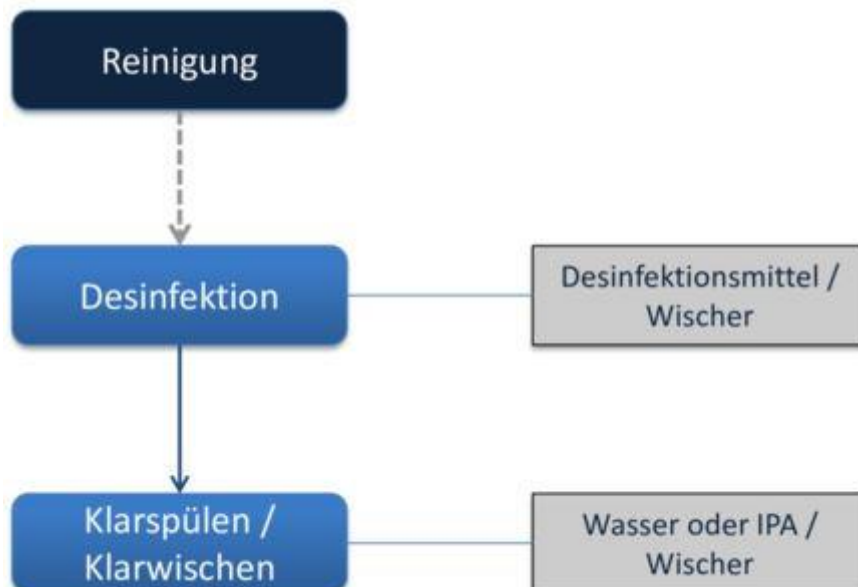 Reinigung
Desinfektion
Desinfektionsmittel /
Wischer
Klarspülen /
Klarwischen
Wasser oder IPA /
Wischer